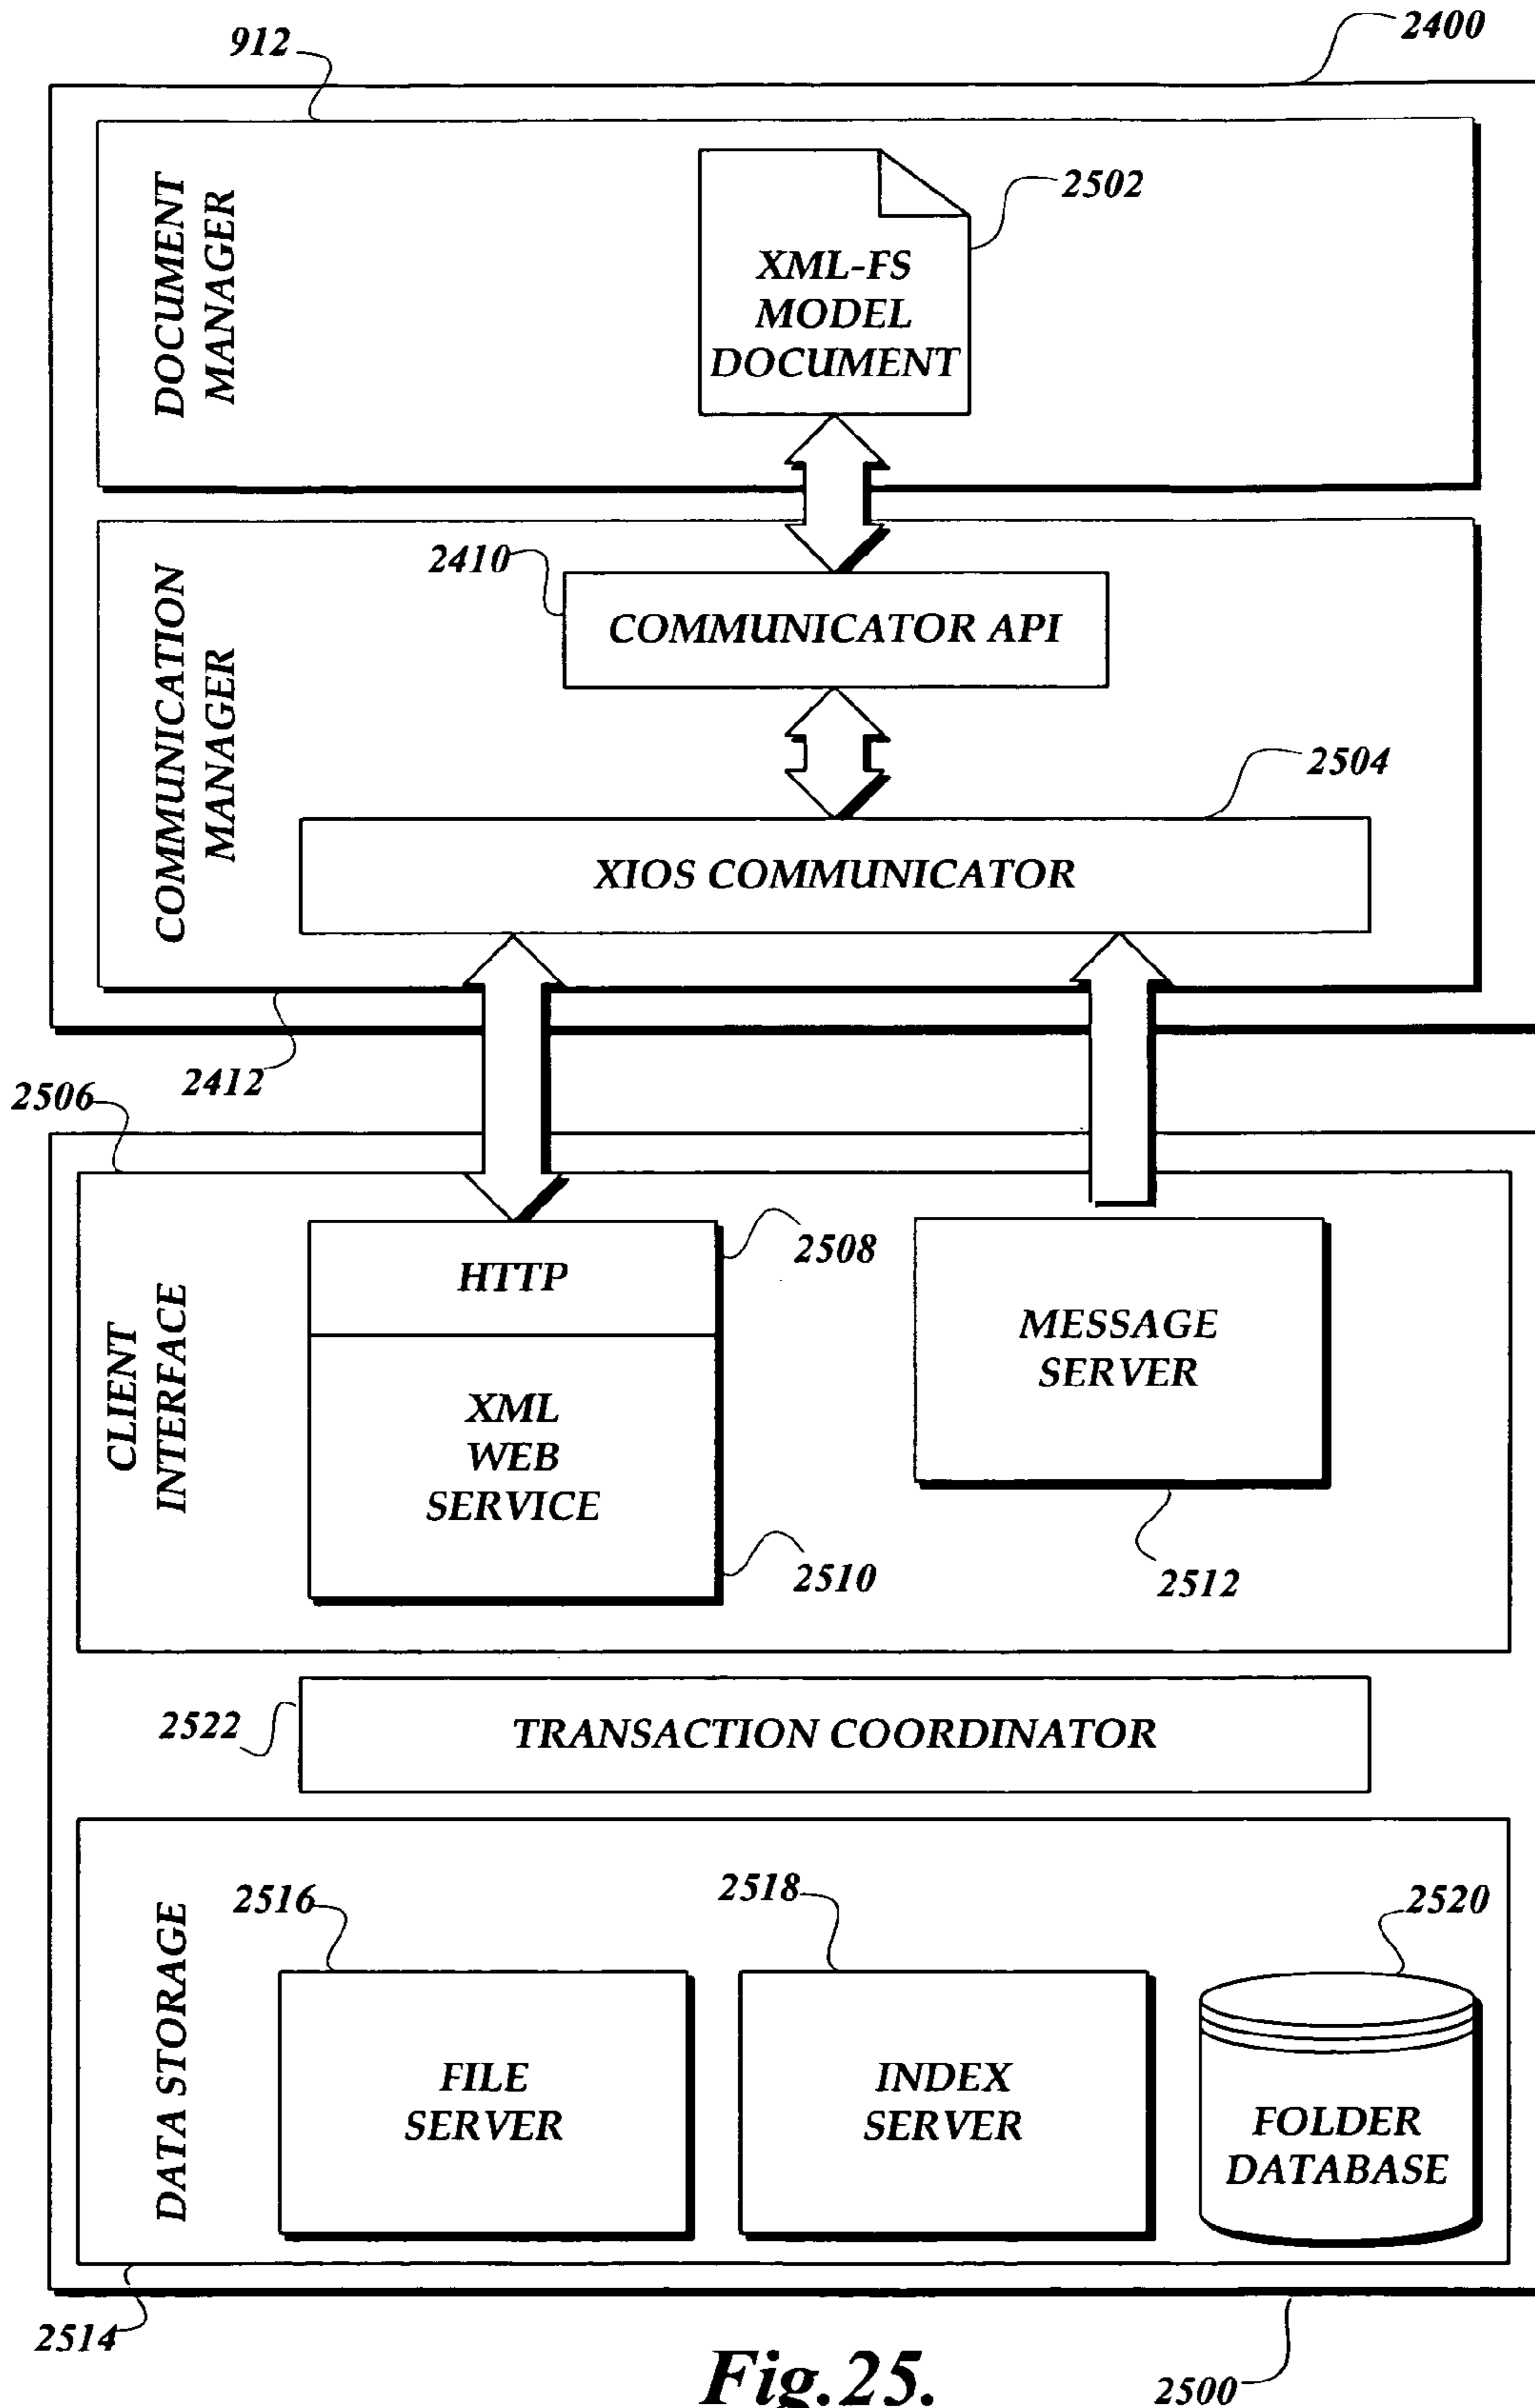 2400
912
DOCUMENT
MANAGER
2502
XML-FS
MODEL
DOCUMENT
COMMUNICATION
MANAGER
2410
COMMUNICATOR API
2504
XIOS COMMUNICATOR
2412
2506
CLIENT
INTERFACE
HTTP
2508
XML
WEB
SERVICE
2510
MESSAGE
SERVER
2512
2522
TRANSACTION COORDINATOR
DATA STORAGE
2516
FILE
SERVER
2518
INDEX
SERVER
2520
FOLDER
DATABASE
2514
2500
Fig.25.